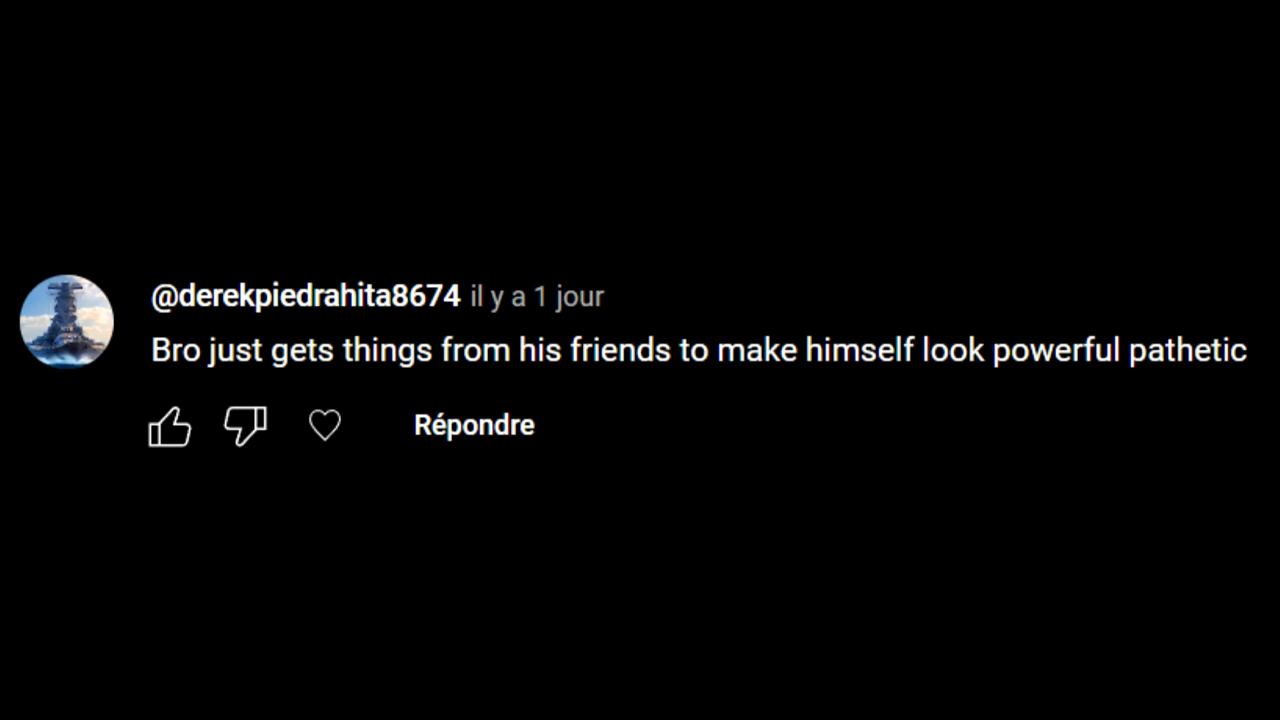 @derekpiedrahita8674 il y a 1 jour
Bro just gets things from his friends to make himself look powerful pathetic
Répondre